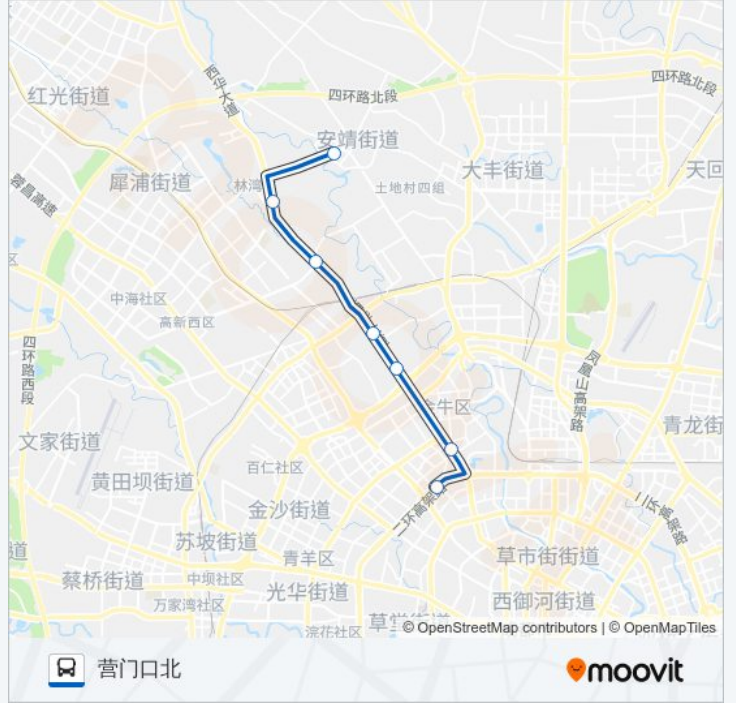 西华大道
四环路北段
四环路北段
红光街道
安靖街道
大丰街道
天回
犀浦街道
林湾
土地村四组
蓉昌高速
区
中海社区
高新西区
四环路西段
金牛区
凤凰山高架路
青龙街
文家街道
百仁社区
黄田坝街道
金沙街道
二环高架路
二环高架路
道
苏坡街道
青羊区
草市街街道
蔡桥街道
中坝社区
光华街道
万家湾社区
西御河街道
浣花社区
草堂
© OpenStreetMap contributors | © OpenMapTiles
营门口北
moovit